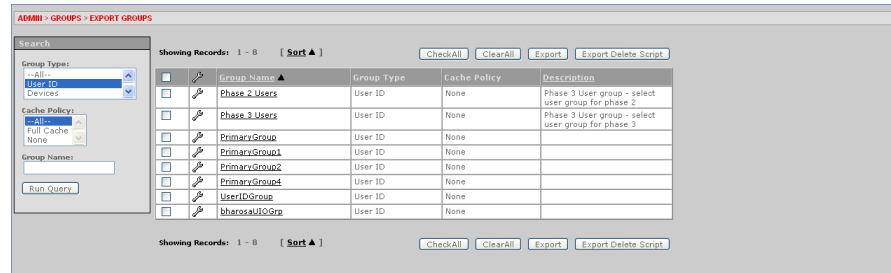 ADMIN > GROUPS > EXPORT GROUPS
Search
Group Type:
--All--
User ID
Devices
Cache Policy:
--All--
Full Cache
None
Group Name:
Run Query
Showing Records: 1 - 8 [ Sort ▲ ] CheckAll ClearAll Export Export Delete Script
Group Name ▲ Group Type Cache Policy Description
Phase 2 Users User ID None Phase 3 User group - select
user group for phase 2
Phase 3 Users User ID None Phase 3 User group - select
user group for phase 3
PrimaryGroup User ID None
PrimaryGroup1 User ID None
PrimaryGroup2 User ID None
PrimaryGroup4 User ID None
UserIDGroup User ID None
bharosaUIOGrp User ID None
Showing Records: 1 - 8 [ Sort ▲ ] CheckAll ClearAll Export Export Delete Script